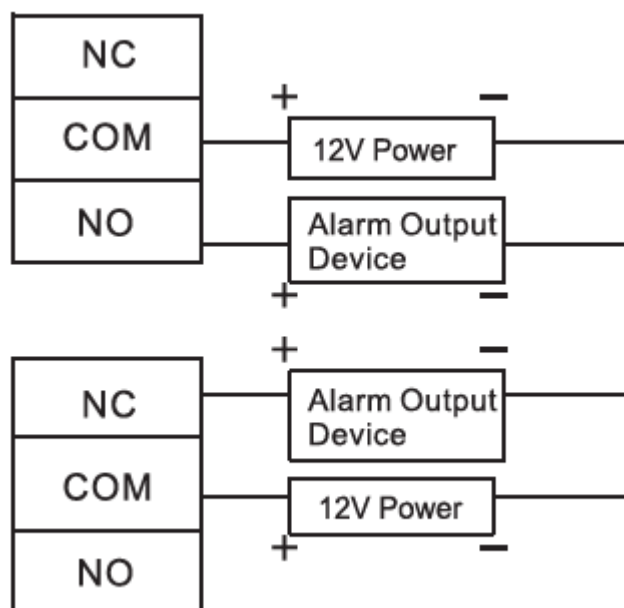 NC
+ −
COM
12V Power
NO
Alarm Output
Device
+ −
+ −
NC
Alarm Output
Device
COM
12V Power
+ −
NO